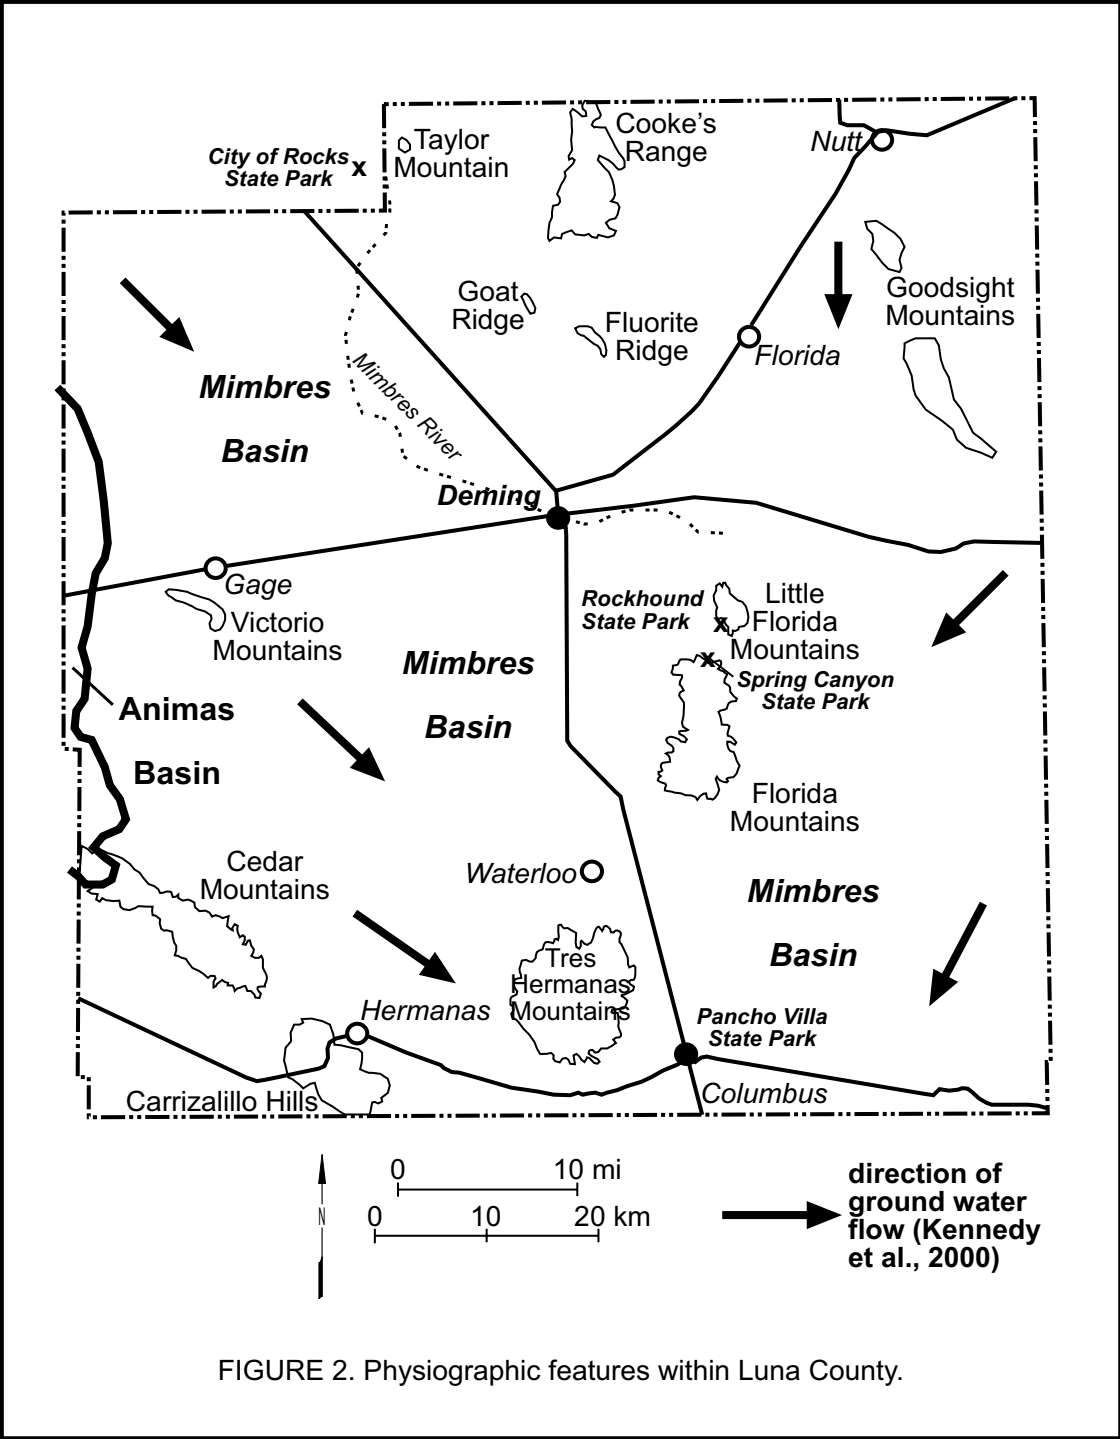 Cooke's
Range
Taylor
Mountain
City of Rocks
State Park
x
Nutt
Goodsight
Mountains
Goat
Ridge
Fluorite
Ridge
Florida
Mimbres River
Mimbres
Basin
Deming
Gage
Victorio
Mountains
Rockhound
State Park
x
Little
Florida
Mountains
x
Spring Canyon
State Park
Mimbres
Basin
Animas
Basin
Florida
Mountains
Cedar
Mountains
Waterloo
Mimbres
Basin
Tres
Hermanas
Mountains
Hermanas
Pancho Villa
State Park
Carrizalillo Hills
Columbus
N
0 10 mi
0 10 20 km
direction of
ground water
flow (Kennedy
et al., 2000)
FIGURE 2. Physiographic features within Luna County.